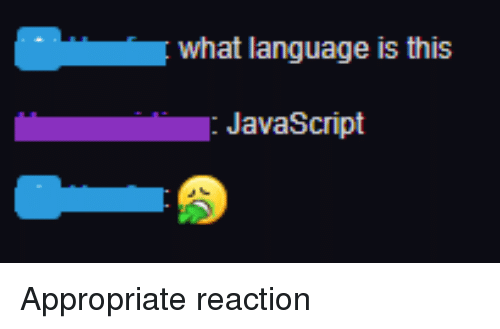 : what language is this
: JavaScript
:
Appropriate reaction